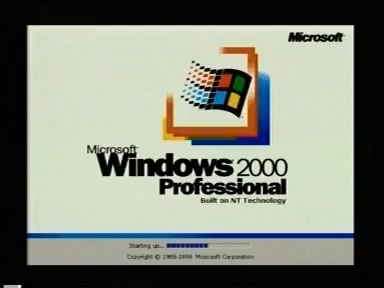 Microsoft
Microsoft
Windows 2000
Professional
Built on NT Technology
Starting up...
Copyright © 1985-1999 Microsoft Corporation